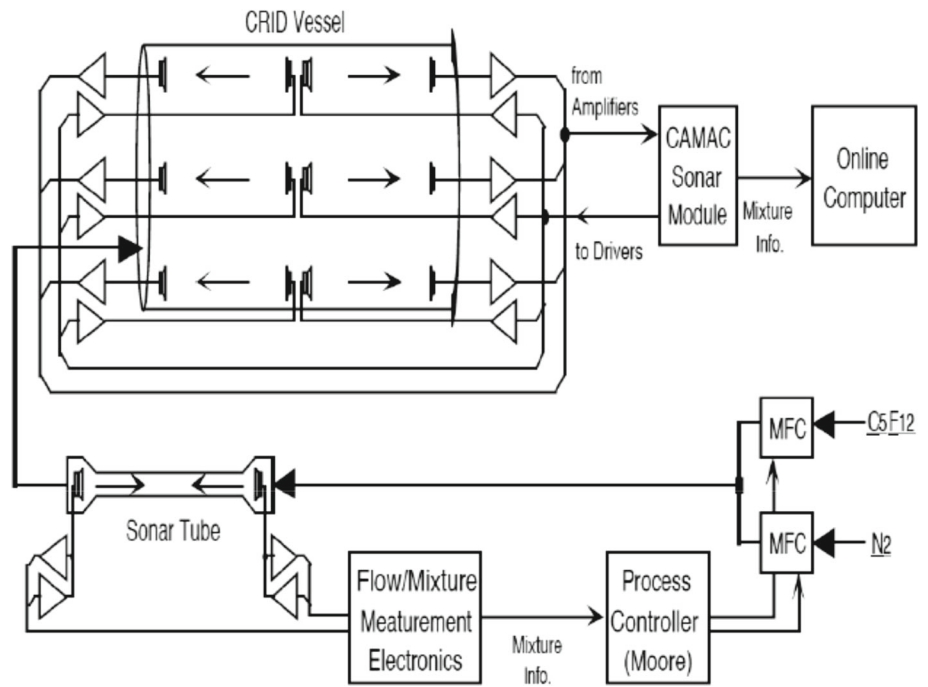 CRID Vessel
from
Amplifiers
CAMAC
Sonar
Module
Online
Computer
Mixture
Info.
to Drivers
MFC
C5F12
Sonar Tube
MFC
N2
Flow/Mixture
Meaturement
Electronics
Mixture
Info.
Process
Controller
(Moore)